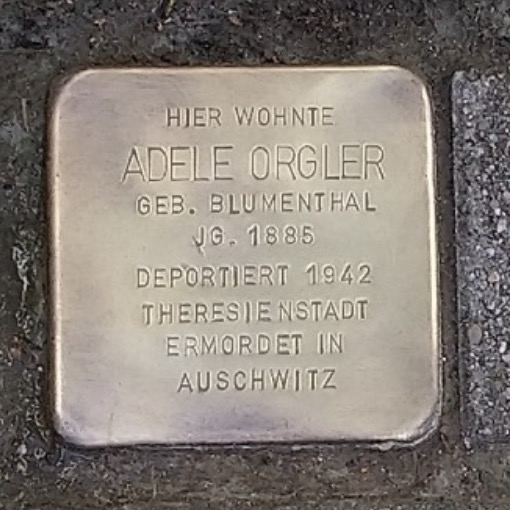 HIER WOHNTE
ADELE ORGLER
GEB. BLUMENTHAL
JG. 1885
DEPORTIERT 1942
THERESIENSTADT
ERMORDET IN
AUSCHWITZ